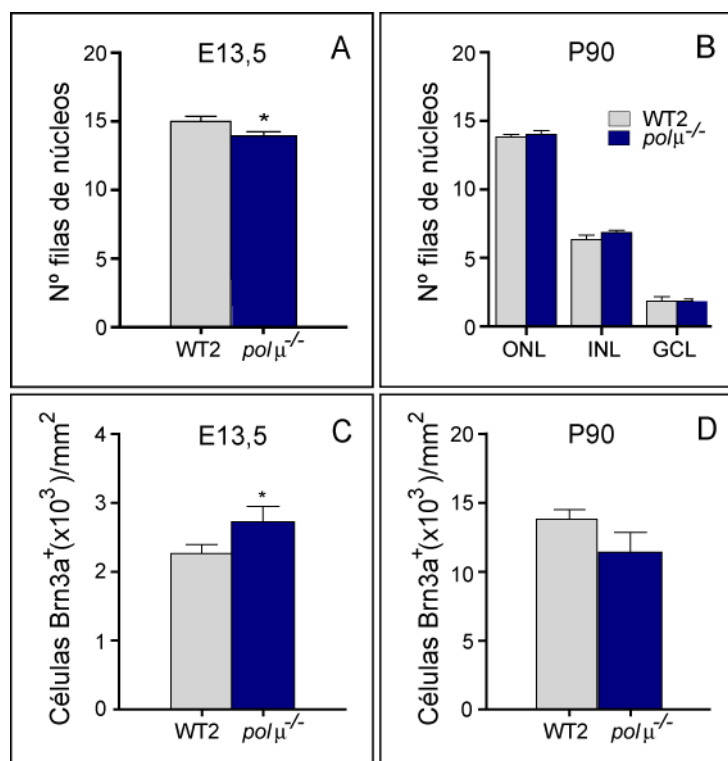 A
E13,5
Nº filas de núcleos
20
15
10
5
0
*
WT2 polμ-/-
B
P90
Nº filas de núcleos
20
15
10
5
0
WT2
polμ-/-
ONL INL GCL
C
E13,5
Células Brn3a+(x103)/mm2
4
3
2
1
0
*
WT2 polμ-/-
D
P90
Células Brn3a+(x103)/mm2
20
15
10
5
0
WT2 polμ-/-